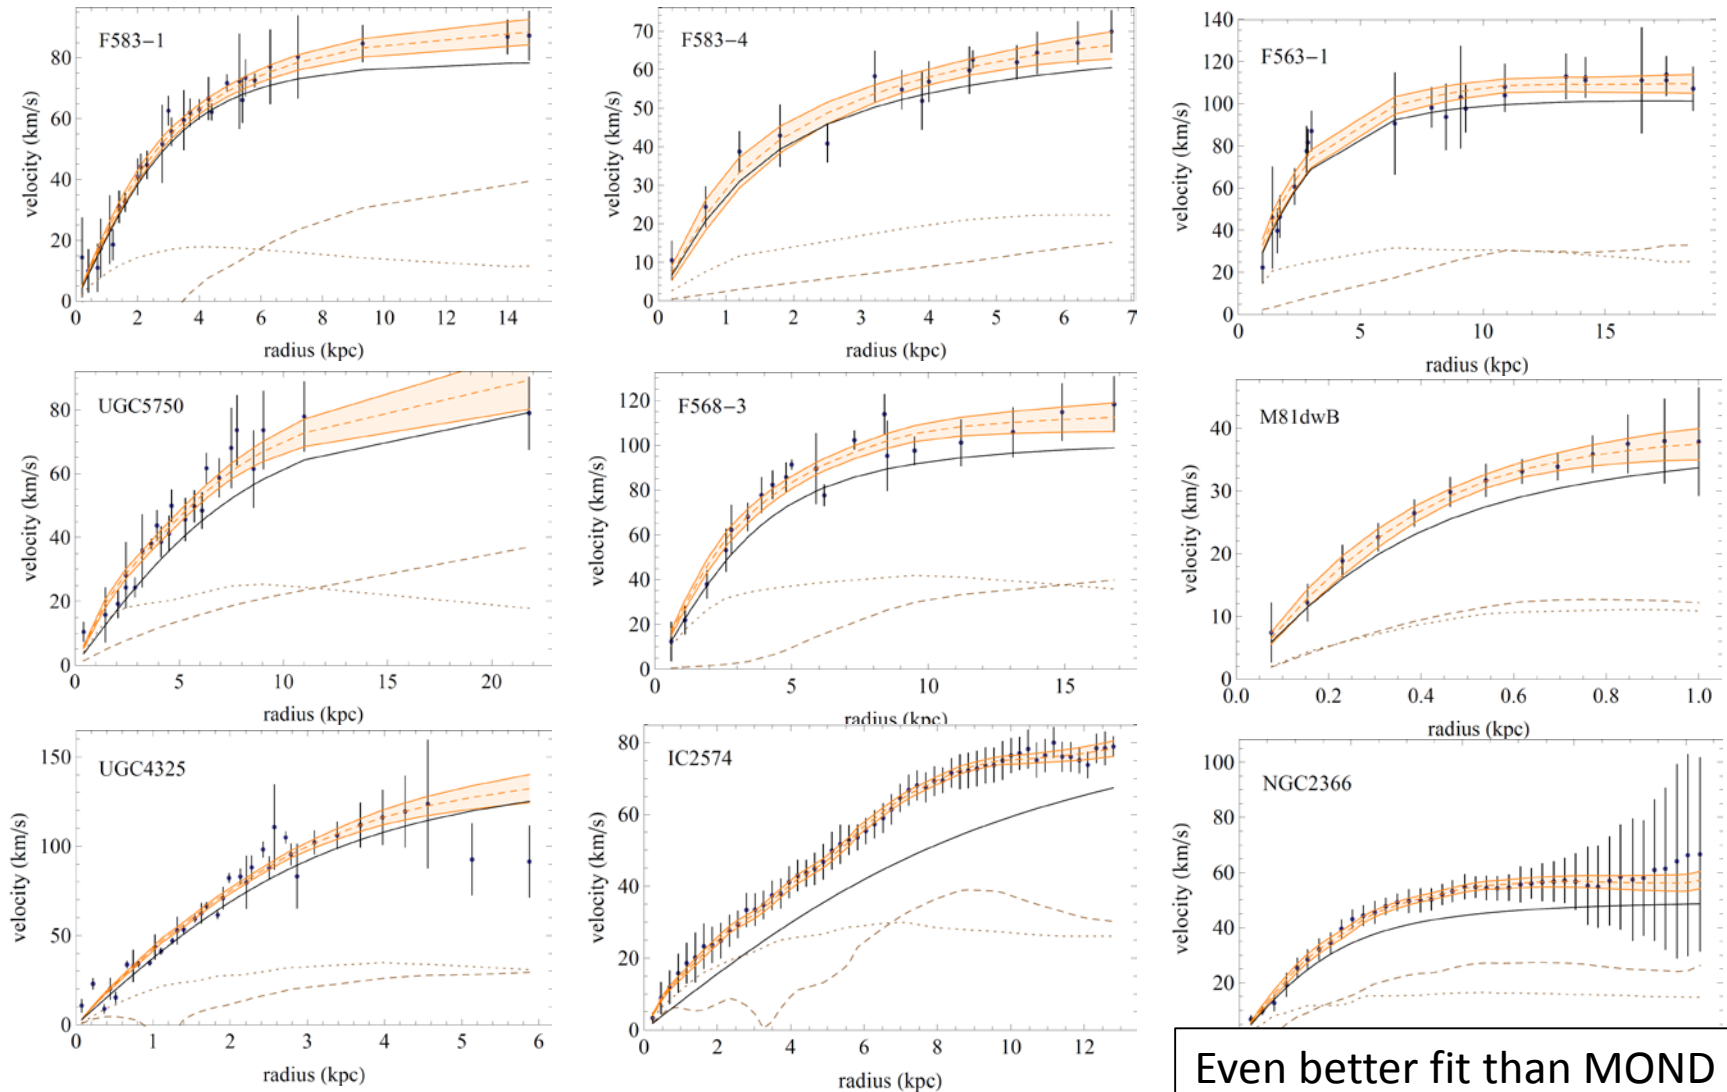 F583−1
velocity (km/s)
0 20 40 60 80
0 2 4 6 8 10 12 14
radius (kpc)
F583−4
velocity (km/s)
0 10 20 30 40 50 60 70
0 1 2 3 4 5 6 7
radius (kpc)
F563−1
velocity (km/s)
0 20 40 60 80 100 120 140
0 5 10 15
radius (kpc)
UGC5750
velocity (km/s)
0 20 40 60 80
0 5 10 15 20
radius (kpc)
F568−3
velocity (km/s)
0 20 40 60 80 100 120
0 5 10 15
radius (kpc)
M81dwB
velocity (km/s)
0 10 20 30 40
0.0 0.2 0.4 0.6 0.8 1.0
radius (kpc)
UGC4325
velocity (km/s)
0 50 100 150
0 1 2 3 4 5 6
radius (kpc)
IC2574
velocity (km/s)
0 20 40 60 80
0 2 4 6 8 10 12
radius (kpc)
NGC2366
velocity (km/s)
20 40 60 80 100
Even better fit than MOND